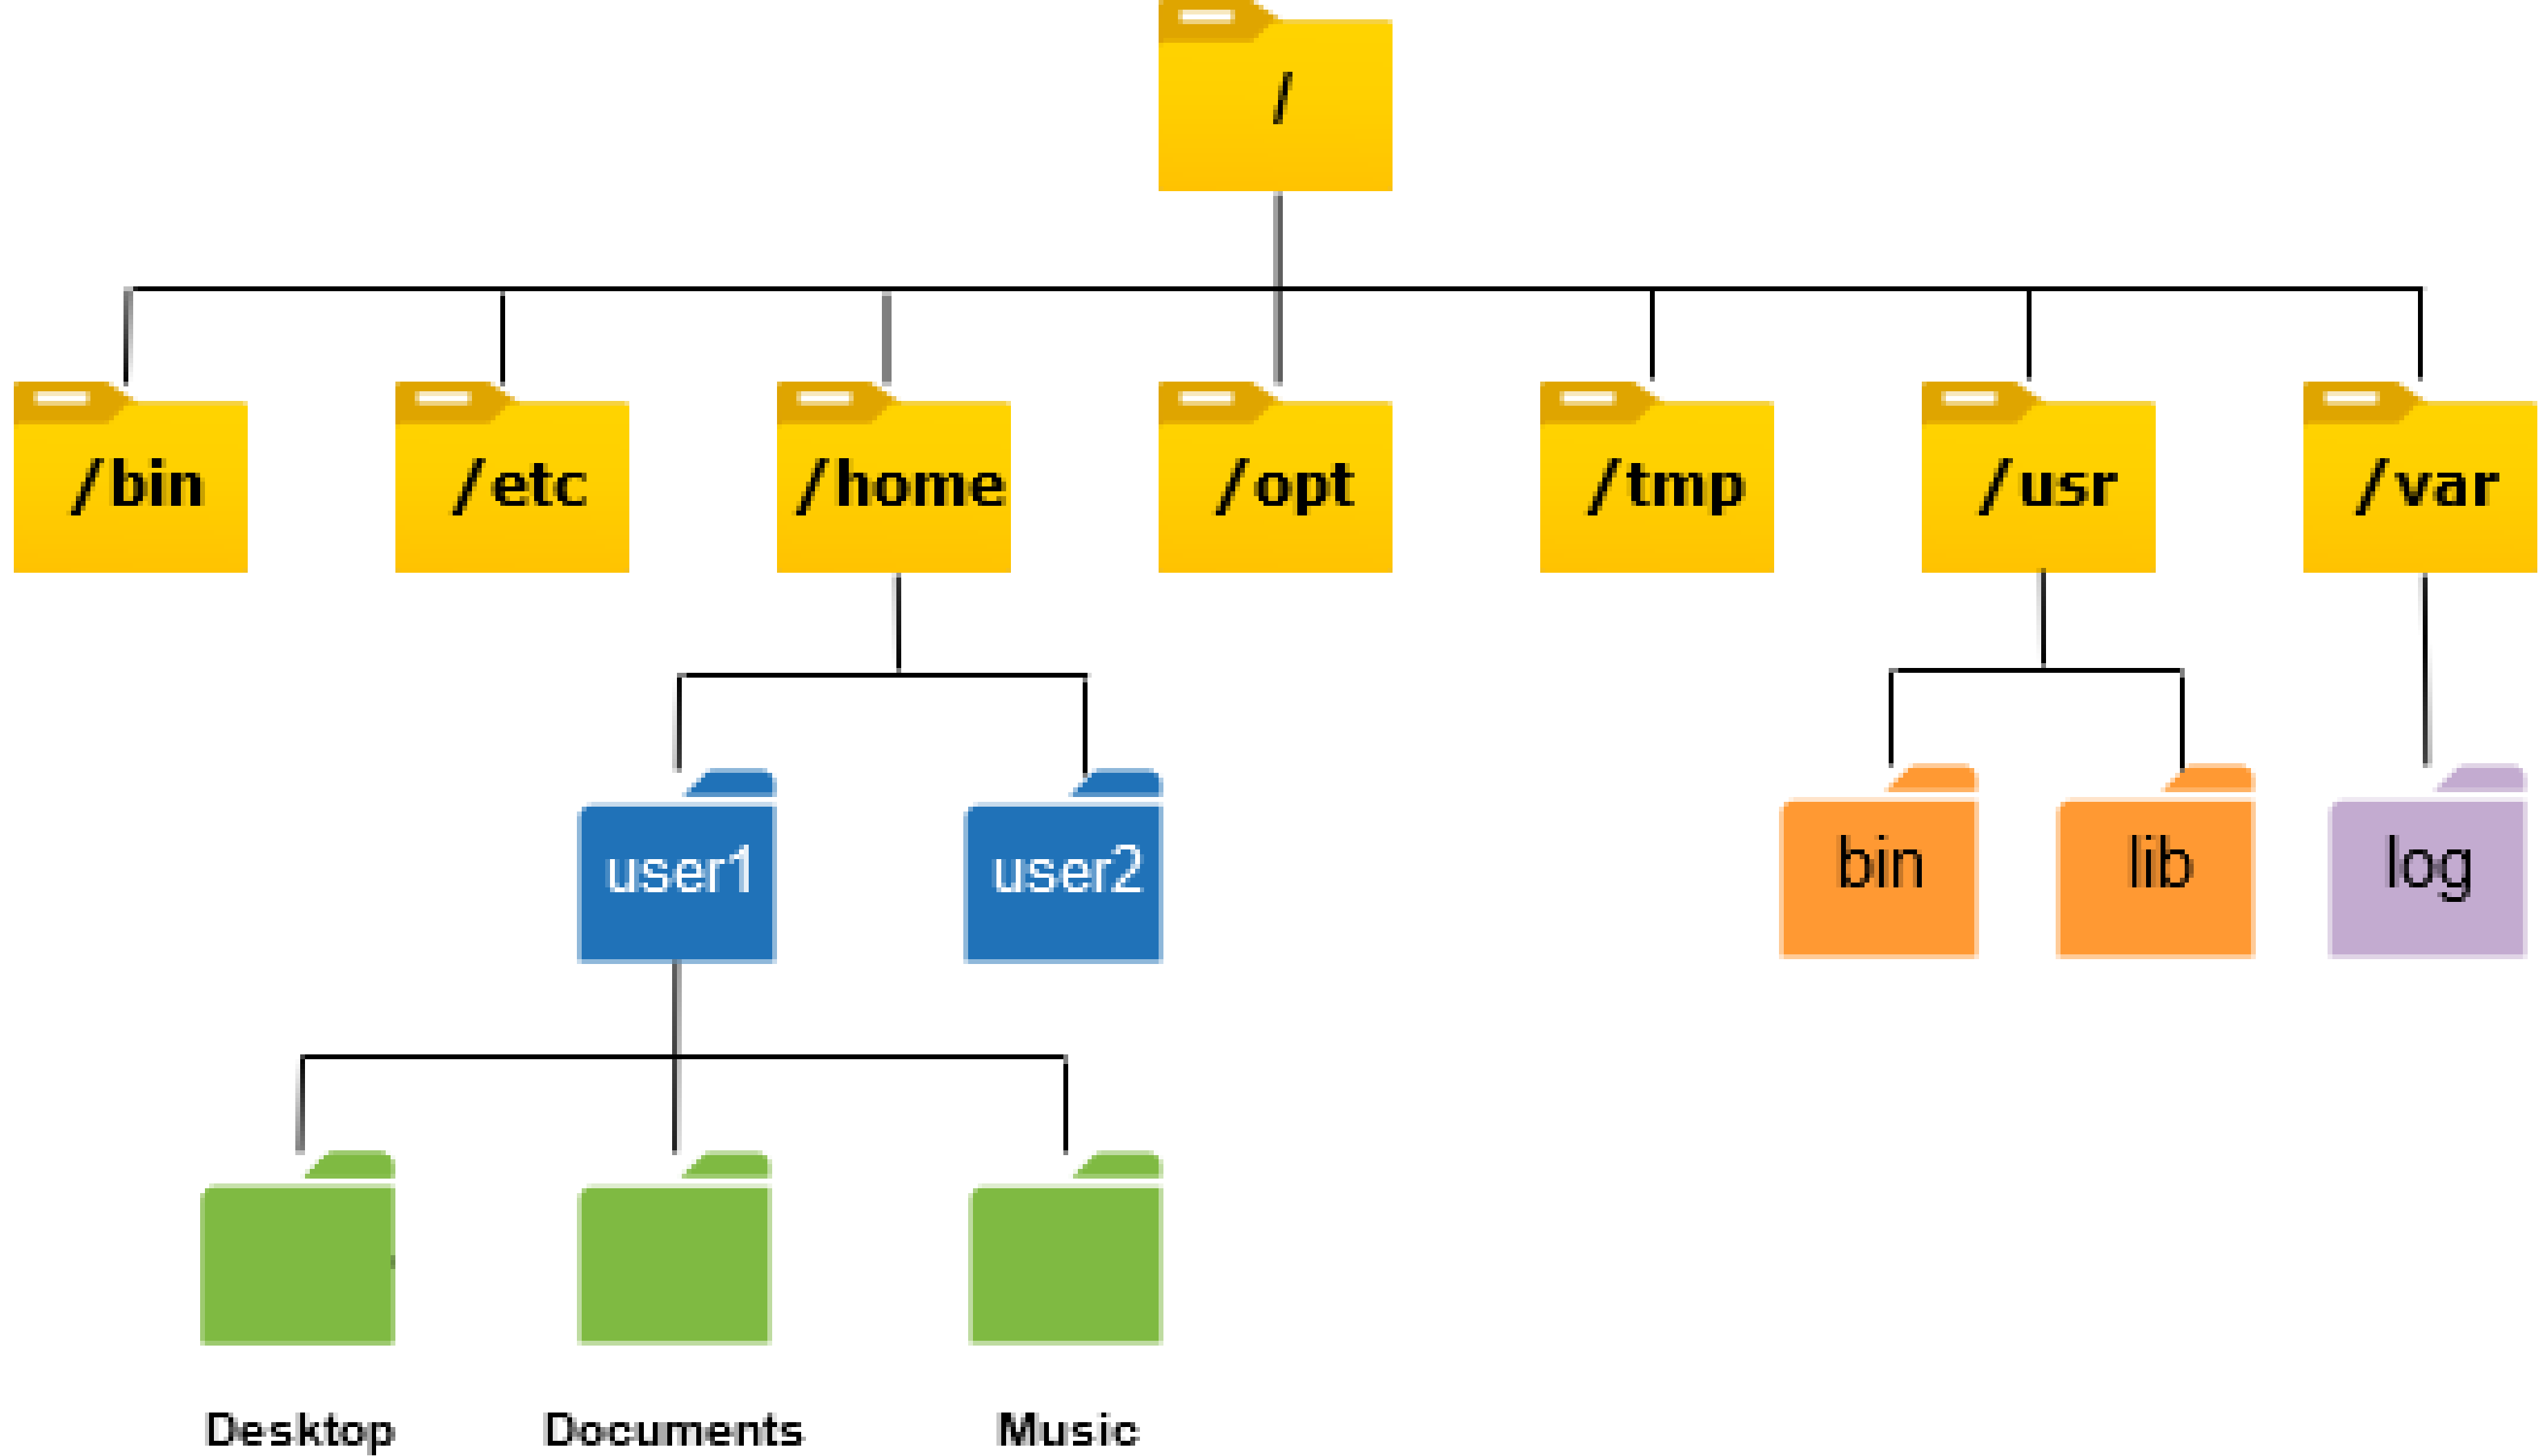 /
/bin
/etc
/home
/opt
/tmp
/usr
/var
user1
user2
bin
lib
log
Desktop
Documents
Music